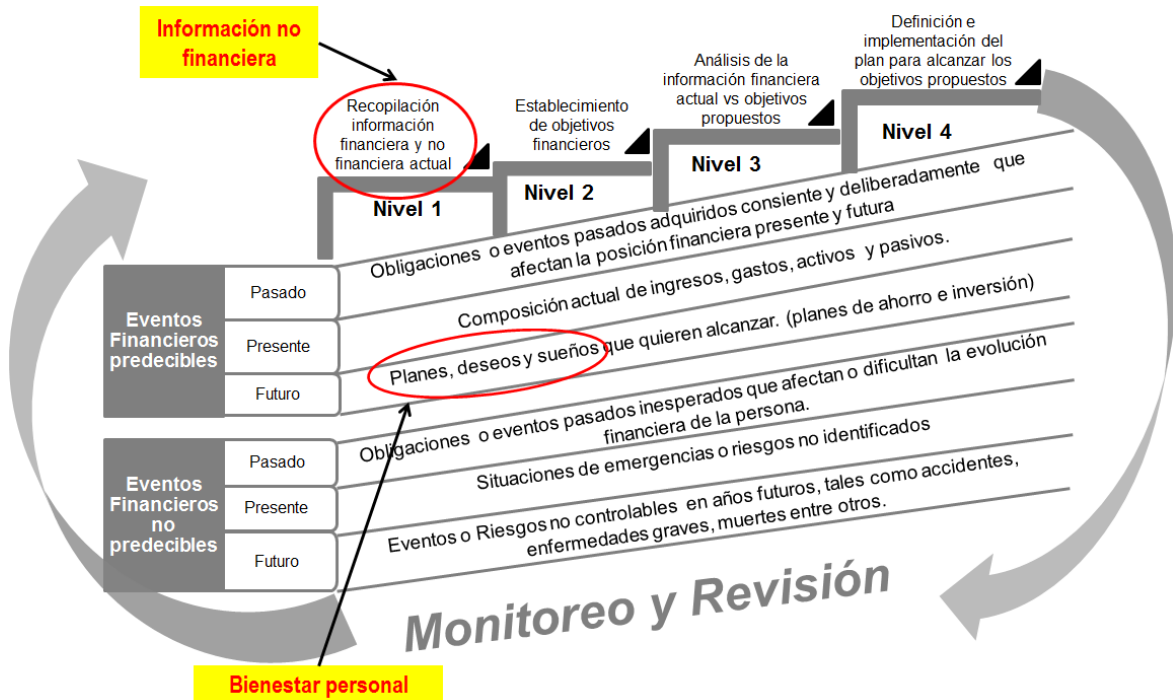 Información no
financiera
Recopilación
información
financiera y no
financiera actual
Nivel 1
Establecimiento
de objetivos
financieros
Nivel 2
Análisis de la
información financiera
actual vs objetivos
propuestos
Nivel 3
Definición e
implementación del
plan para alcanzar los
objetivos propuestos
Nivel 4
Eventos
Financieros
predecibles
Pasado
Obligaciones o eventos pasados adquiridos consiente y deliberadamente que
afectan la posición financiera presente y futura
Presente
Composición actual de ingresos, gastos, activos y pasivos.
Futuro
Planes, deseos y sueños que quieren alcanzar. (planes de ahorro e inversión)
Eventos
Financieros
no
predecibles
Pasado
Obligaciones o eventos pasados inesperados que afectan o dificultan la evolución
financiera de la persona.
Presente
Situaciones de emergencias o riesgos no identificados
Futuro
Eventos o Riesgos no controlables en años futuros, tales como accidentes,
enfermedades graves, muertes entre otros.
Monitoreo y Revisión
Bienestar personal